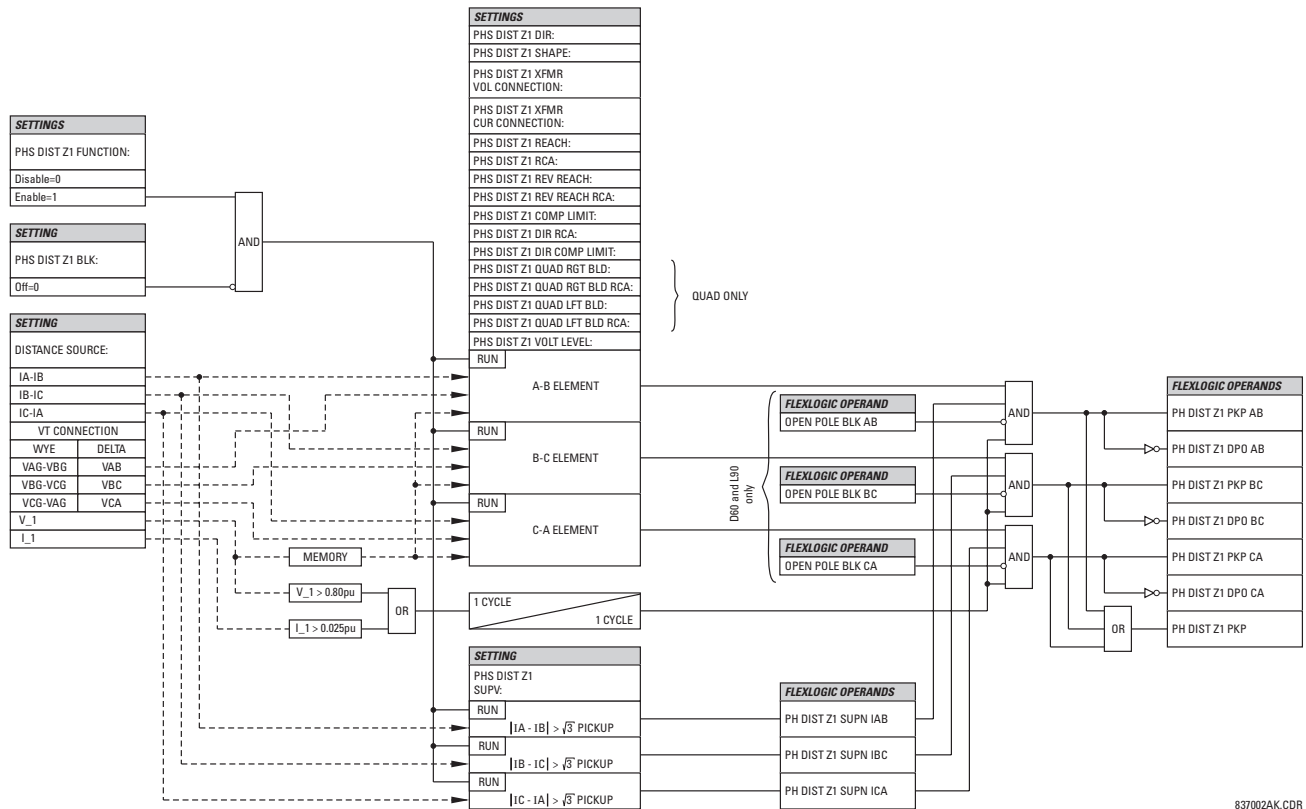 SETTINGS
PHS DIST Z1 FUNCTION:
Disable=0
Enable=1
SETTING
PHS DIST Z1 BLK:
Off=0
AND
SETTING
DISTANCE SOURCE:
IA-IB
IB-IC
IC-IA
VT CONNECTION
WYE DELTA
VAG-VBG VAB
VBG-VCG VBC
VCG-VAG VCA
V_1
I_1
SETTINGS
PHS DIST Z1 DIR:
PHS DIST Z1 SHAPE:
PHS DIST Z1 XFMR
VOL CONNECTION:
PHS DIST Z1 XFMR
CUR CONNECTION:
PHS DIST Z1 REACH:
PHS DIST Z1 RCA:
PHS DIST Z1 REV REACH:
PHS DIST Z1 REV REACH RCA:
PHS DIST Z1 COMP LIMIT:
PHS DIST Z1 DIR RCA:
PHS DIST Z1 DIR COMP LIMIT:
PHS DIST Z1 QUAD RGT BLD:
PHS DIST Z1 QUAD RGT BLD RCA:
PHS DIST Z1 QUAD LFT BLD:
PHS DIST Z1 QUAD LFT BLD RCA:
PHS DIST Z1 VOLT LEVEL:
QUAD ONLY
RUN
A-B ELEMENT
RUN
B-C ELEMENT
RUN
C-A ELEMENT
MEMORY
V_1 > 0.80pu
I_1 > 0.025pu
OR
1 CYCLE
1 CYCLE
SETTING
PHS DIST Z1
SUPV:
RUN
|IA - IB| > √3 PICKUP
RUN
|IB - IC| > √3 PICKUP
RUN
|IC - IA| > √3 PICKUP
D60 and L90
only
FLEXLOGIC OPERAND
OPEN POLE BLK AB
FLEXLOGIC OPERAND
OPEN POLE BLK BC
FLEXLOGIC OPERAND
OPEN POLE BLK CA
FLEXLOGIC OPERANDS
PH DIST Z1 SUPN IAB
PH DIST Z1 SUPN IBC
PH DIST Z1 SUPN ICA
AND
AND
AND
OR
FLEXLOGIC OPERANDS
PH DIST Z1 PKP AB
PH DIST Z1 DPO AB
PH DIST Z1 PKP BC
PH DIST Z1 DPO BC
PH DIST Z1 PKP CA
PH DIST Z1 DPO CA
PH DIST Z1 PKP
837002AK.CDR